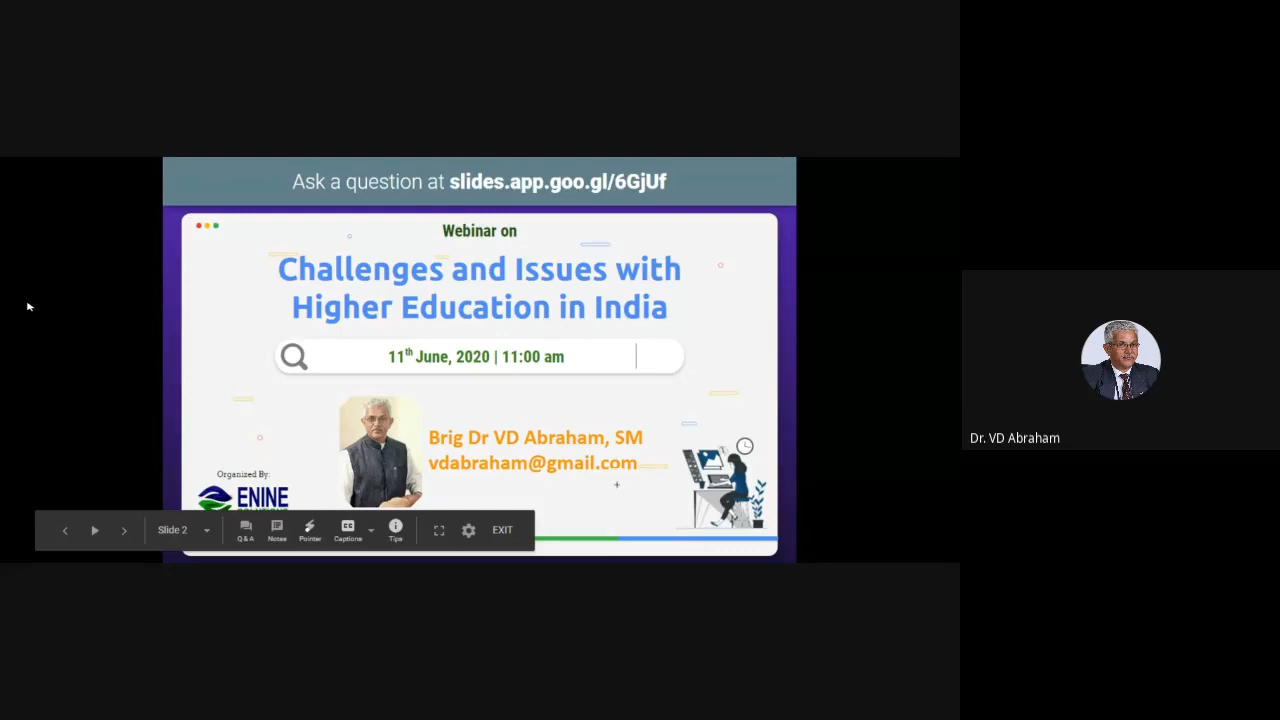 Ask a question at slides.app.goo.gl/6GjUf
Webinar on
Challenges and Issues with
Higher Education in India
11th June, 2020 | 11:00 am
Brig Dr VD Abraham, SM
vdabraham@gmail.com
Organized By:
ENINE
Slide 2
Q & A
Notes
Pointer
CC
Captions
Tips
EXIT
Dr. VD Abraham